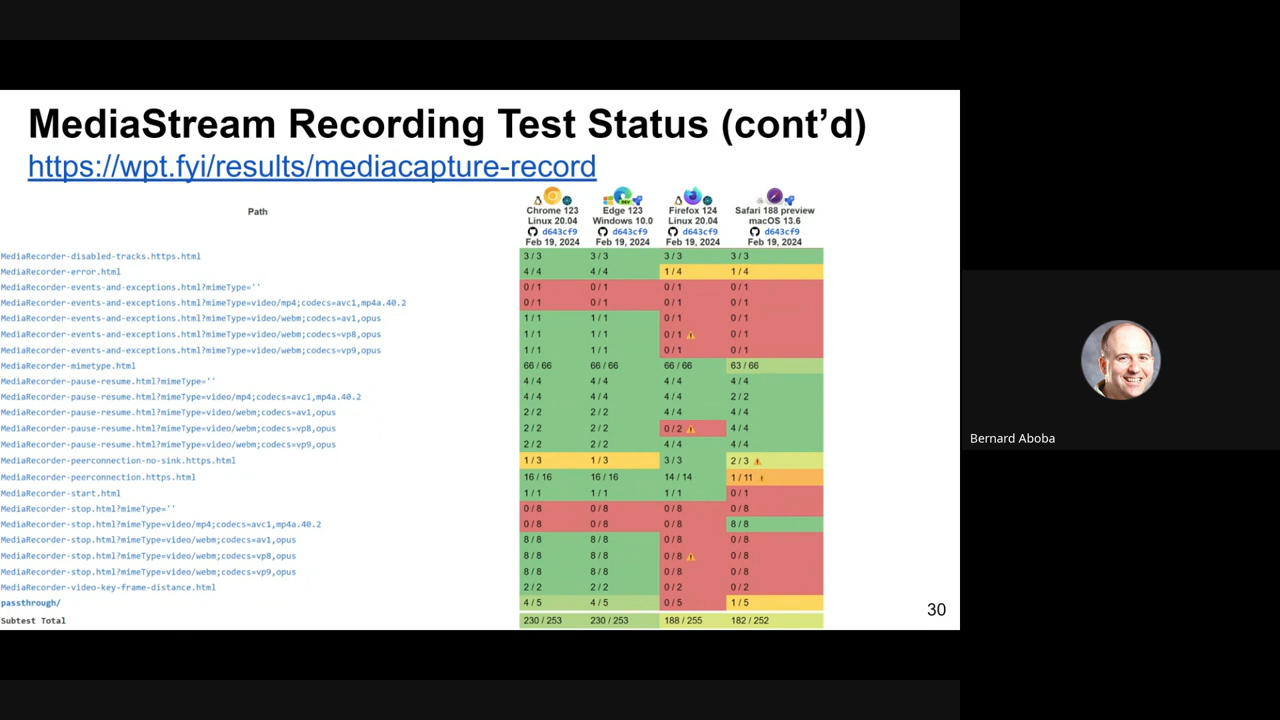 MediaStream Recording Test Status (cont’d)
https://wpt.fyi/results/mediacapture-record
Path
Chrome 123 Edge 123 Firefox 124 Safari 188 preview
Linux 20.04 Windows 10.0 Linux 20.04 macOS 13.6
d643cf9 d643cf9 d643cf9 d643cf9
Feb 19, 2024 Feb 19, 2024 Feb 19, 2024 Feb 19, 2024
MediaRecorder-disabled-tracks.https.html 3 / 3 3 / 3 3 / 3 3 / 3
MediaRecorder-error.html 4 / 4 4 / 4 1 / 4 1 / 4
MediaRecorder-events-and-exceptions.html?mimeType='' 0 / 1 0 / 1 0 / 1 0 / 1
MediaRecorder-events-and-exceptions.html?mimeType=video/mp4;codecs=avc1,mp4a.40.2 0 / 1 0 / 1 0 / 1 0 / 1
MediaRecorder-events-and-exceptions.html?mimeType=video/webm;codecs=av1,opus 1 / 1 1 / 1 0 / 1 0 / 1
MediaRecorder-events-and-exceptions.html?mimeType=video/webm;codecs=vp8,opus 1 / 1 1 / 1 0 / 1 0 / 1
MediaRecorder-events-and-exceptions.html?mimeType=video/webm;codecs=vp9,opus 1 / 1 1 / 1 0 / 1 0 / 1
MediaRecorder-mimetype.html 66 / 66 66 / 66 66 / 66 63 / 66
MediaRecorder-pause-resume.html?mimeType='' 4 / 4 4 / 4 4 / 4 4 / 4
MediaRecorder-pause-resume.html?mimeType=video/mp4;codecs=avc1,mp4a.40.2 4 / 4 4 / 4 4 / 4 2 / 2
MediaRecorder-pause-resume.html?mimeType=video/webm;codecs=av1,opus 2 / 2 2 / 2 4 / 4 4 / 4
MediaRecorder-pause-resume.html?mimeType=video/webm;codecs=vp8,opus 2 / 2 2 / 2 0 / 2 4 / 4
MediaRecorder-pause-resume.html?mimeType=video/webm;codecs=vp9,opus 2 / 2 2 / 2 4 / 4 4 / 4
MediaRecorder-peerconnection-no-sink.https.html 1 / 3 1 / 3 3 / 3 2 / 3
MediaRecorder-peerconnection.https.html 16 / 16 16 / 16 14 / 14 1 / 11
MediaRecorder-start.html 1 / 1 1 / 1 1 / 1 0 / 1
MediaRecorder-stop.html?mimeType='' 0 / 8 0 / 8 0 / 8 0 / 8
MediaRecorder-stop.html?mimeType=video/mp4;codecs=avc1,mp4a.40.2 0 / 8 0 / 8 0 / 8 8 / 8
MediaRecorder-stop.html?mimeType=video/webm;codecs=av1,opus 8 / 8 8 / 8 0 / 8 0 / 8
MediaRecorder-stop.html?mimeType=video/webm;codecs=vp8,opus 8 / 8 8 / 8 0 / 8 0 / 8
MediaRecorder-stop.html?mimeType=video/webm;codecs=vp9,opus 8 / 8 8 / 8 0 / 8 0 / 8
MediaRecorder-video-key-frame-distance.html 2 / 2 2 / 2 0 / 2 0 / 2
passthrough/ 4 / 5 4 / 5 0 / 5 1 / 5
Subtest Total 230 / 253 230 / 253 188 / 255 182 / 252
30
Bernard Aboba